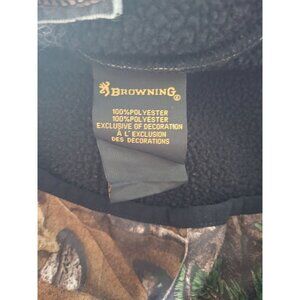 BROWNING
100%POLYESTER
100%POLYESTER
EXCLUSIVE OF DECORATION
À L'EXCLUSION
DES DÉCORATIONS